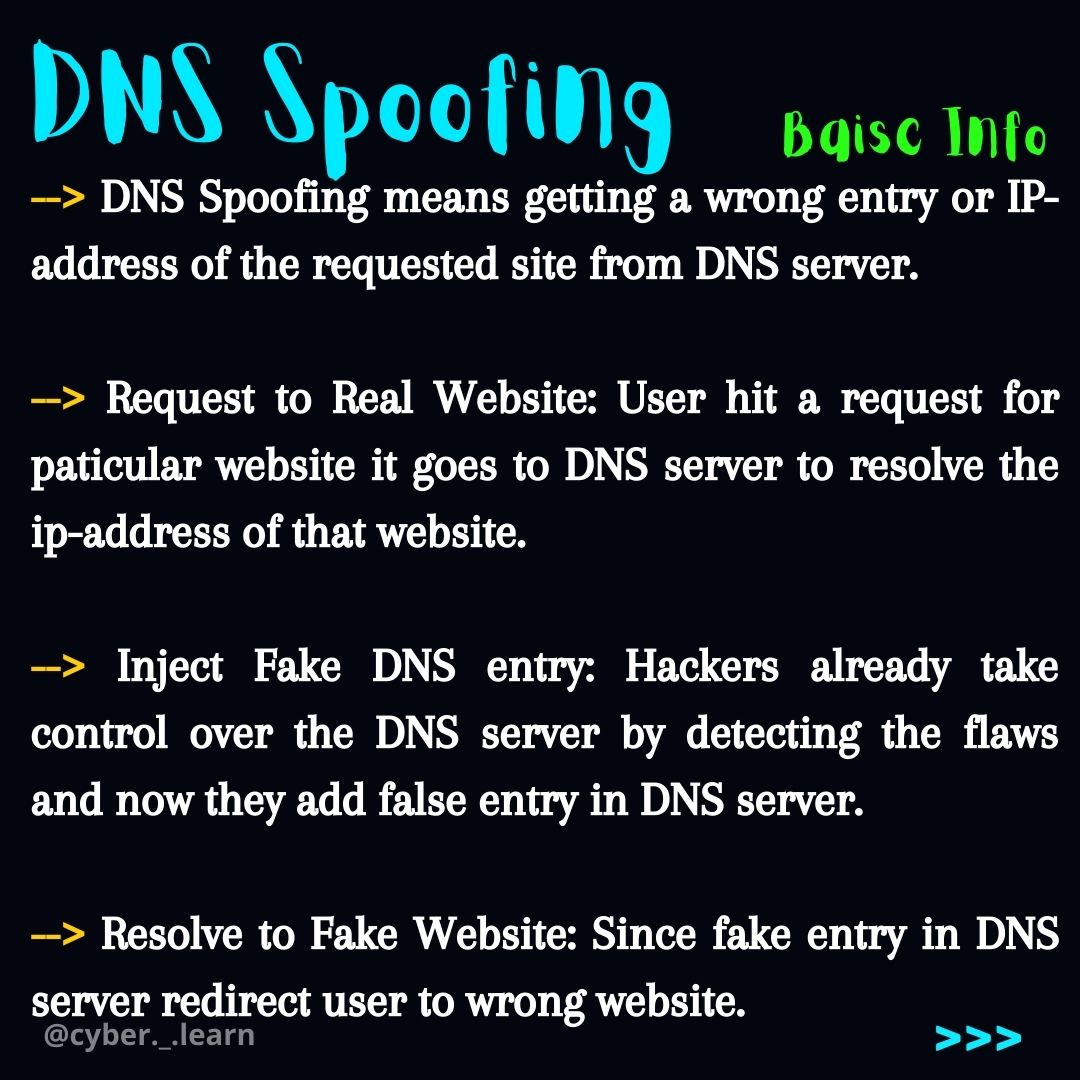 DNS Spoofing
Bqisc Info
--> DNS Spoofing means getting a wrong entry or IP-
address of the requested site from DNS server.
--> Request to Real Website: User hit a request for
paticular website it goes to DNS server to resolve the
ip-address of that website.
--> Inject Fake DNS entry: Hackers already take
control over the DNS server by detecting the flaws
and now they add false entry in DNS server.
--> Resolve to Fake Website: Since fake entry in DNS
server redirect user to wrong website.
@cyber._.learn
>>>